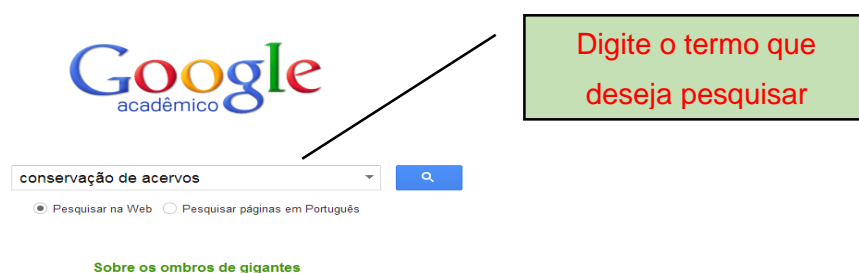 Digite o termo que
deseja pesquisar
Google
acadêmico
conservação de acervos
Pesquisar na Web Pesquisar páginas em Português
Sobre os ombros de gigantes